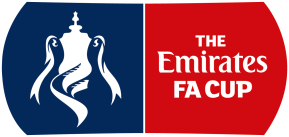 THE
Emirates
FA CUP